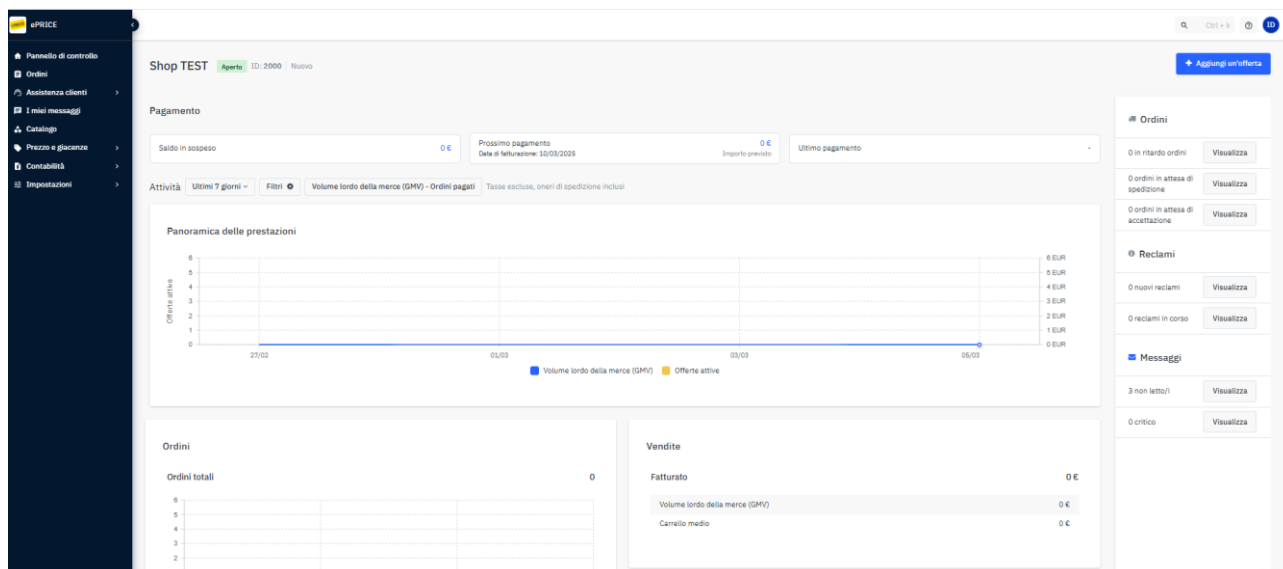 ePRICE
Ctrl + k
ID
Pannello di controllo
Ordini
Assistenza clienti
I miei messaggi
Catalogo
Prezzo e giacenze
Contabilità
Impostazioni
Shop TEST Aperto ID: 2000 | Nuovo
+ Aggiungi un'offerta
Pagamento
Saldo in sospeso 0 €
Prossimo pagamento 0 €
Data di fatturazione: 10/03/2025 Importo previsto
Ultimo pagamento -
Attività Ultimi 7 giorni Filtri Volume lordo della merce (GMV) - Ordini pagati Tasse escluse, oneri di spedizione inclusi
Panoramica delle prestazioni
Offerte attive
6 6 EUR
5 5 EUR
4 4 EUR
3 3 EUR
2 2 EUR
1 1 EUR
0 0 EUR
27/02 01/03 03/03 05/03
Volume lordo della merce (GMV) Offerte attive
Ordini
Ordini totali 0
6
5
4
3
2
Vendite
Fatturato 0 €
Volume lordo della merce (GMV) 0 €
Carrello medio 0 €
Ordini
0 in ritardo ordini Visualizza
0 ordini in attesa di
spedizione
Visualizza
0 ordini in attesa di
accettazione
Visualizza
Reclami
0 nuovi reclami Visualizza
0 reclami in corso Visualizza
Messaggi
3 non letto/i Visualizza
0 critico Visualizza